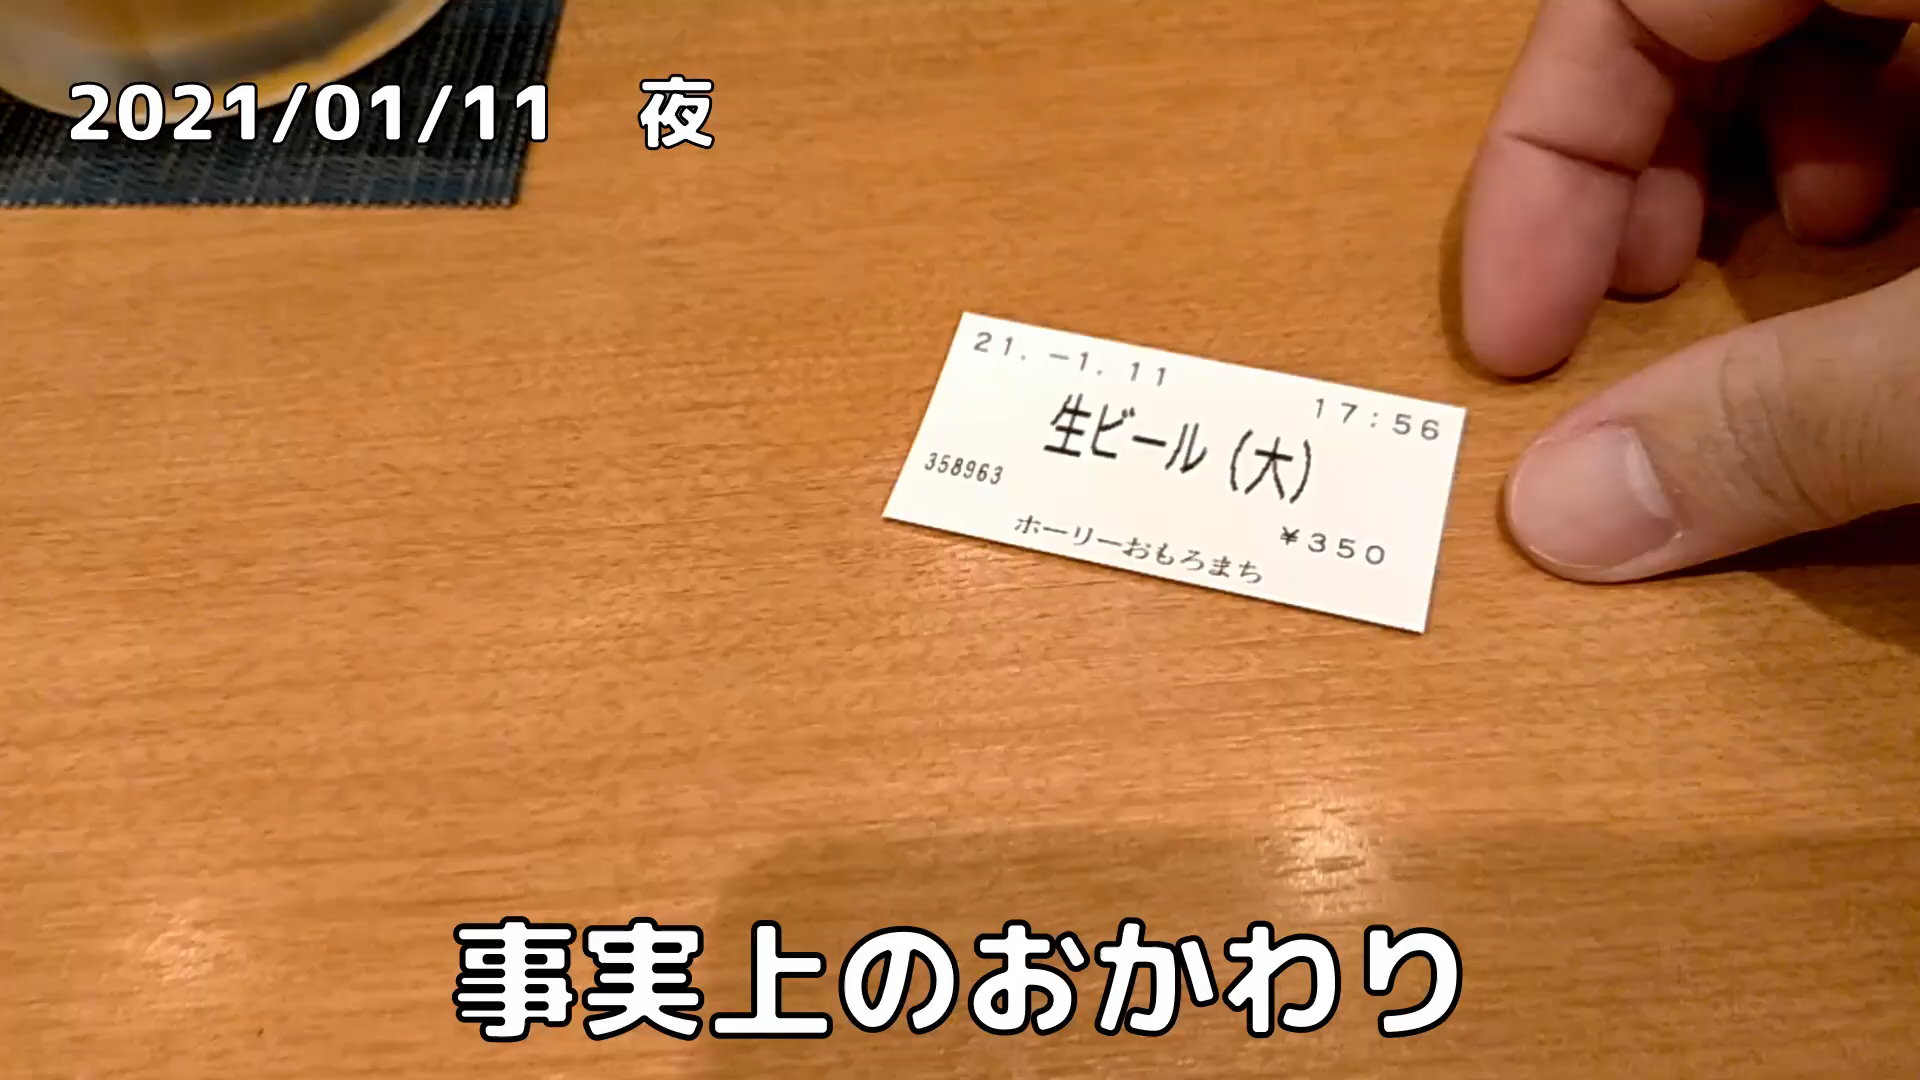 2021/01/11　夜
21.-1.11
17:56
生ビール(大)
358963
¥350
ホーリーおもろまち
事実上のおかわり